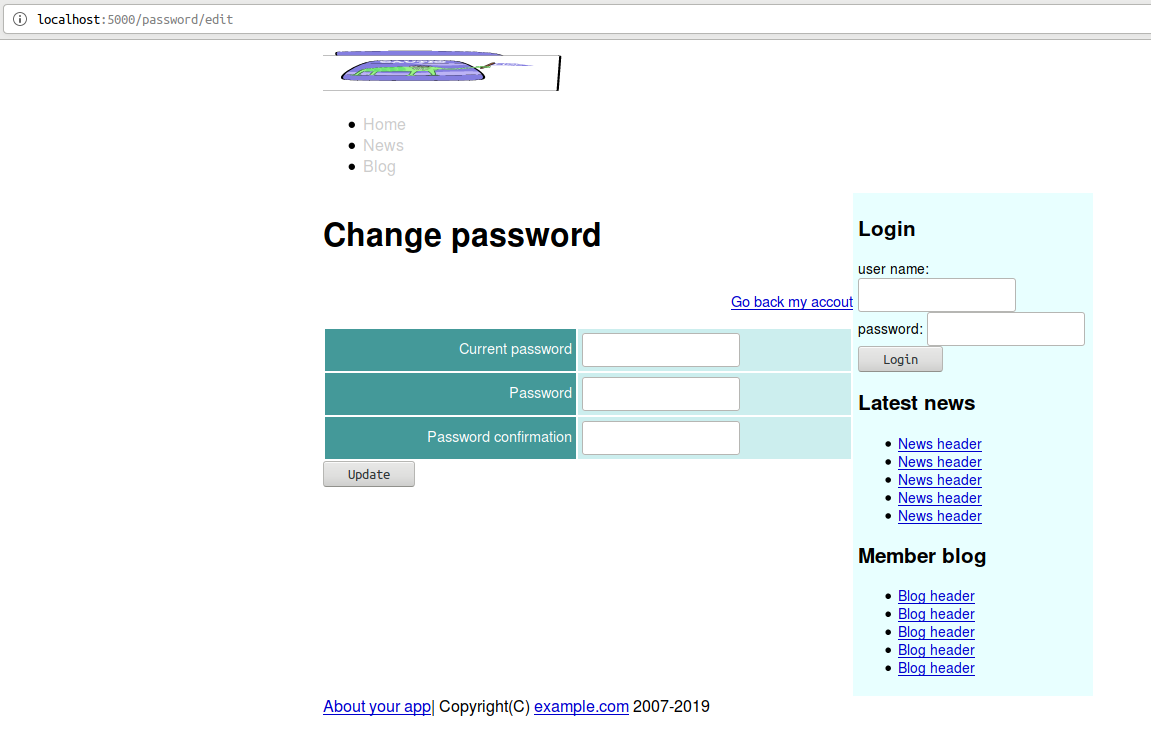 localhost:5000/password/edit
Home
News
Blog
Change password
Go back my accout
Current password
Password
Password confirmation
Update
Login
user name:
password:
Login
Latest news
News header
News header
News header
News header
News header
Member blog
Blog header
Blog header
Blog header
Blog header
Blog header
About your app| Copyright(C) example.com 2007-2019